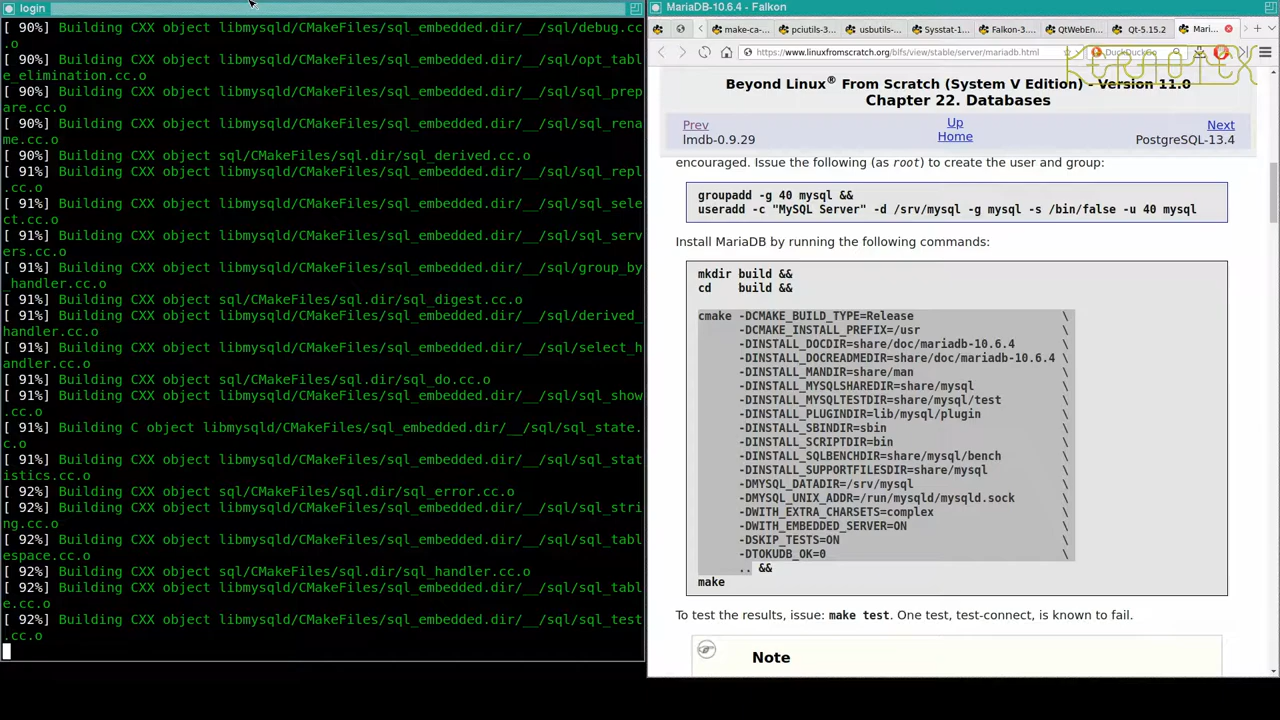 login
[ 90%] Building CXX object libmysqld/CMakeFiles/sql_embedded.dir/__/sql/debug.cc
.o
[ 90%] Building CXX object libmysqld/CMakeFiles/sql_embedded.dir/__/sql/opt_tabl
e_elimination.cc.o
[ 90%] Building CXX object libmysqld/CMakeFiles/sql_embedded.dir/__/sql/sql_prep
are.cc.o
[ 90%] Building CXX object libmysqld/CMakeFiles/sql_embedded.dir/__/sql/sql_rena
me.cc.o
[ 90%] Building CXX object sql/CMakeFiles/sql.dir/sql_derived.cc.o
[ 91%] Building CXX object libmysqld/CMakeFiles/sql_embedded.dir/__/sql/sql_repl
.cc.o
[ 91%] Building CXX object libmysqld/CMakeFiles/sql_embedded.dir/__/sql/sql_sele
ct.cc.o
[ 91%] Building CXX object libmysqld/CMakeFiles/sql_embedded.dir/__/sql/sql_serv
ers.cc.o
[ 91%] Building CXX object libmysqld/CMakeFiles/sql_embedded.dir/__/sql/group_by
_handler.cc.o
[ 91%] Building CXX object sql/CMakeFiles/sql.dir/sql_digest.cc.o
[ 91%] Building CXX object libmysqld/CMakeFiles/sql_embedded.dir/__/sql/derived_
handler.cc.o
[ 91%] Building CXX object libmysqld/CMakeFiles/sql_embedded.dir/__/sql/select_h
andler.cc.o
[ 91%] Building CXX object sql/CMakeFiles/sql.dir/sql_do.cc.o
[ 91%] Building CXX object libmysqld/CMakeFiles/sql_embedded.dir/__/sql/sql_show
.cc.o
[ 91%] Building C object libmysqld/CMakeFiles/sql_embedded.dir/__/sql/sql_state.
c.o
[ 91%] Building CXX object libmysqld/CMakeFiles/sql_embedded.dir/__/sql/sql_stat
istics.cc.o
[ 92%] Building CXX object sql/CMakeFiles/sql.dir/sql_error.cc.o
[ 92%] Building CXX object libmysqld/CMakeFiles/sql_embedded.dir/__/sql/sql_stri
ng.cc.o
[ 92%] Building CXX object libmysqld/CMakeFiles/sql_embedded.dir/__/sql/sql_tabl
espace.cc.o
[ 92%] Building CXX object sql/CMakeFiles/sql.dir/sql_handler.cc.o
[ 92%] Building CXX object libmysqld/CMakeFiles/sql_embedded.dir/__/sql/sql_tabl
e.cc.o
[ 92%] Building CXX object libmysqld/CMakeFiles/sql_embedded.dir/__/sql/sql_test
.cc.o
MariaDB-10.6.4 - Falkon
make-ca-... pciutils-3... usbutils-... Sysstat-1... Falkon-3... QtWebEn... Qt-5.15.2 Mari...
https://www.linuxfromscratch.org/blfs/view/stable/server/mariadb.html DuckDuckGo
KERNOTEX
Beyond Linux® From Scratch (System V Edition) - Version 11.0
Chapter 22. Databases
Prev Up Next
lmdb-0.9.29 Home PostgreSQL-13.4
encouraged. Issue the following (as root) to create the user and group:
groupadd -g 40 mysql &&
useradd -c "MySQL Server" -d /srv/mysql -g mysql -s /bin/false -u 40 mysql
Install MariaDB by running the following commands:
mkdir build &&
cd    build &&
cmake -DCMAKE_BUILD_TYPE=Release \
-DCMAKE_INSTALL_PREFIX=/usr \
-DINSTALL_DOCDIR=share/doc/mariadb-10.6.4 \
-DINSTALL_DOCREADMEDIR=share/doc/mariadb-10.6.4 \
-DINSTALL_MANDIR=share/man \
-DINSTALL_MYSQLSHAREDIR=share/mysql \
-DINSTALL_MYSQLTESTDIR=share/mysql/test \
-DINSTALL_PLUGINDIR=lib/mysql/plugin \
-DINSTALL_SBINDIR=sbin \
-DINSTALL_SCRIPTDIR=bin \
-DINSTALL_SQLBENCHDIR=share/mysql/bench \
-DINSTALL_SUPPORTFILESDIR=share/mysql \
-DMYSQL_DATADIR=/srv/mysql \
-DMYSQL_UNIX_ADDR=/run/mysqld/mysqld.sock \
-DWITH_EXTRA_CHARSETS=complex \
-DWITH_EMBEDDED_SERVER=ON \
-DSKIP_TESTS=ON \
-DTOKUDB_OK=0 \
.. &&
make
To test the results, issue: make test. One test, test-connect, is known to fail.
Note